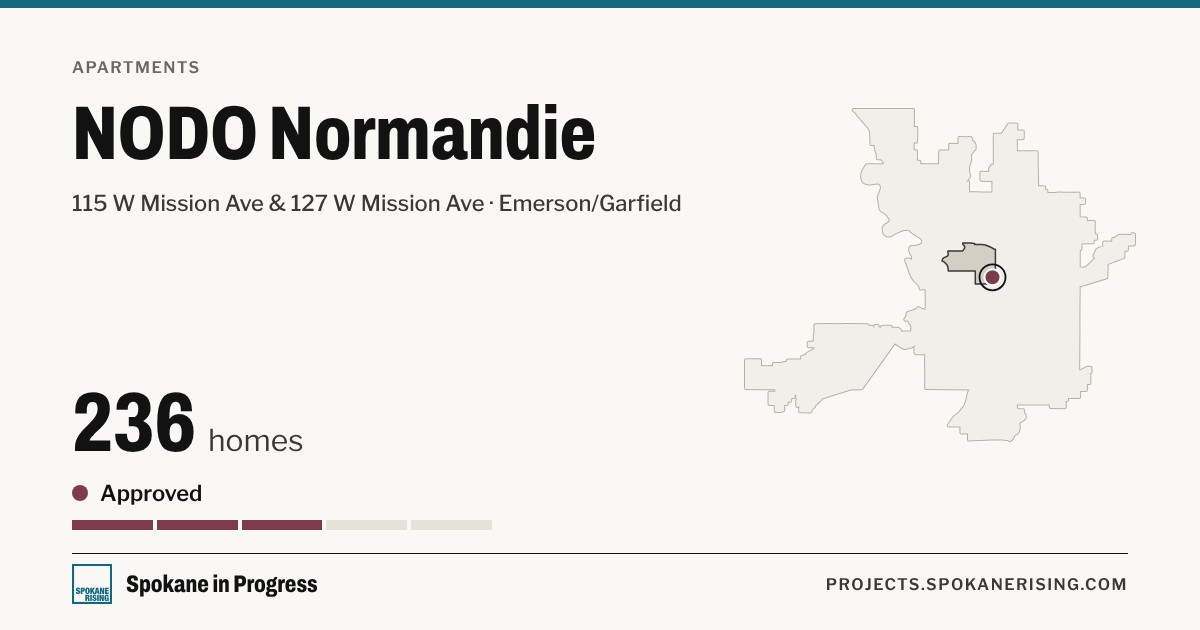 APARTMENTS
NODO Normandie
115 W Mission Ave & 127 W Mission Ave · Emerson/Garfield
236 homes
Approved
SPOKANE
RISING
Spokane in Progress
PROJECTS.SPOKANERISING.COM